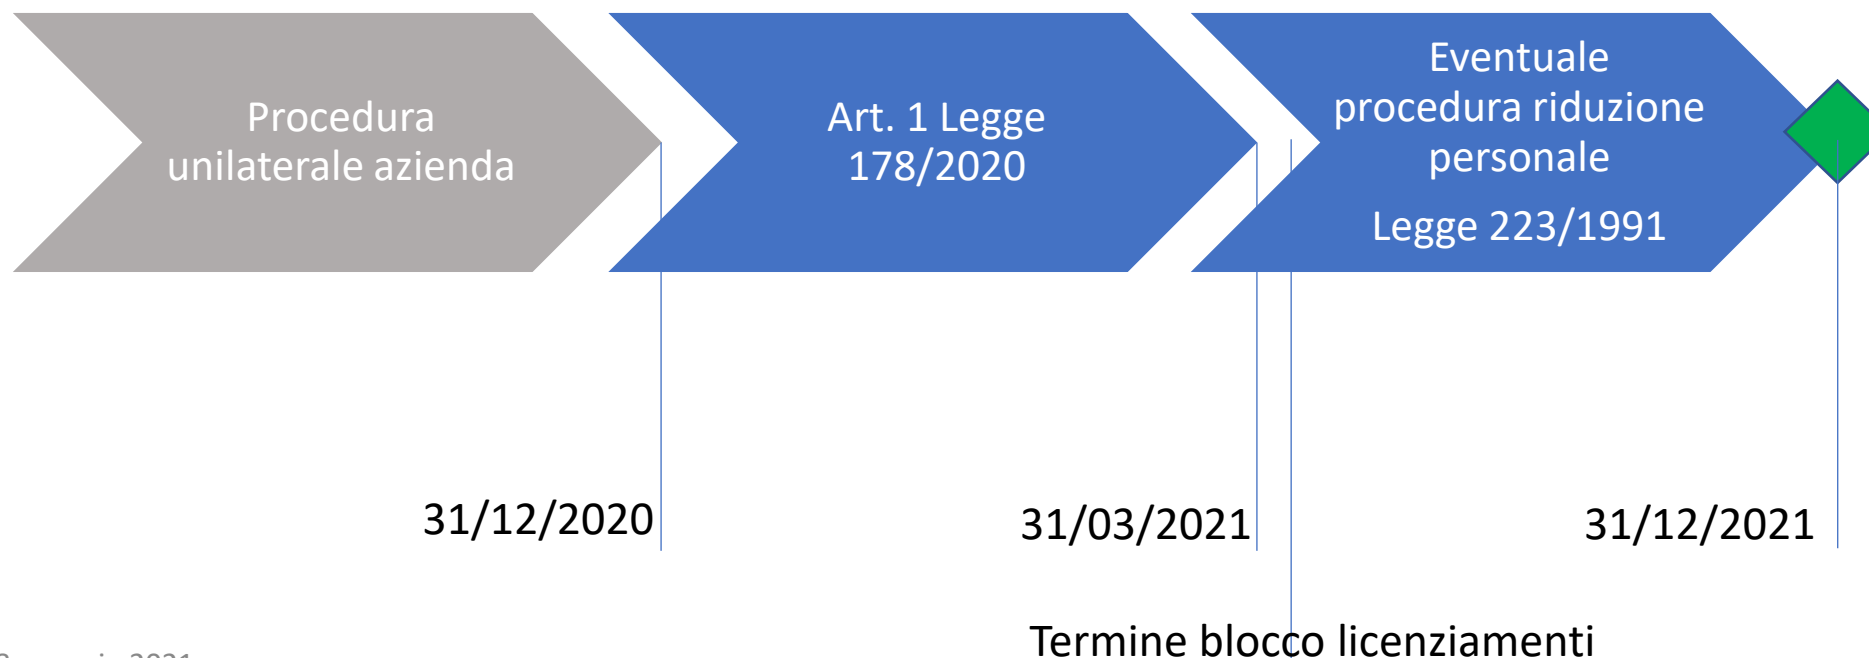 Procedura
unilaterale azienda
Art. 1 Legge
178/2020
Eventuale
procedura riduzione
personale
Legge 223/1991
31/12/2020
31/03/2021
31/12/2021
Termine blocco licenziamenti
2021